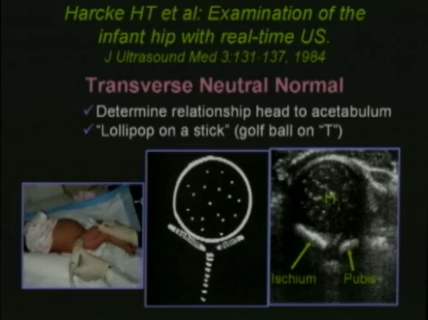 Harcke HT et al: Examination of the
infant hip with real-time US.
J Ultrasound Med 3:131-137, 1984
Transverse Neutral Normal
✓Determine relationship head to acetabulum
✓"Lollipop on a stick" (golf ball on "T")
Ischium Pubis